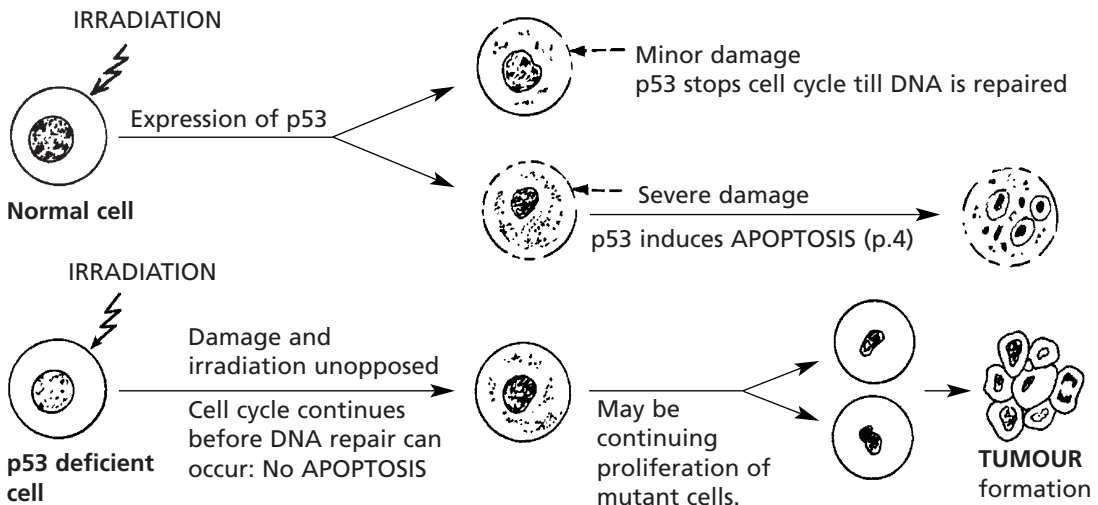 IRRADIATION
Expression of p53
Normal cell
Minor damage
p53 stops cell cycle till DNA is repaired
Severe damage
p53 induces APOPTOSIS (p.4)
IRRADIATION
Damage and
irradiation unopposed
Cell cycle continues
before DNA repair can
occur: No APOPTOSIS
p53 deficient
cell
May be
continuing
proliferation of
mutant cells.
TUMOUR
formation